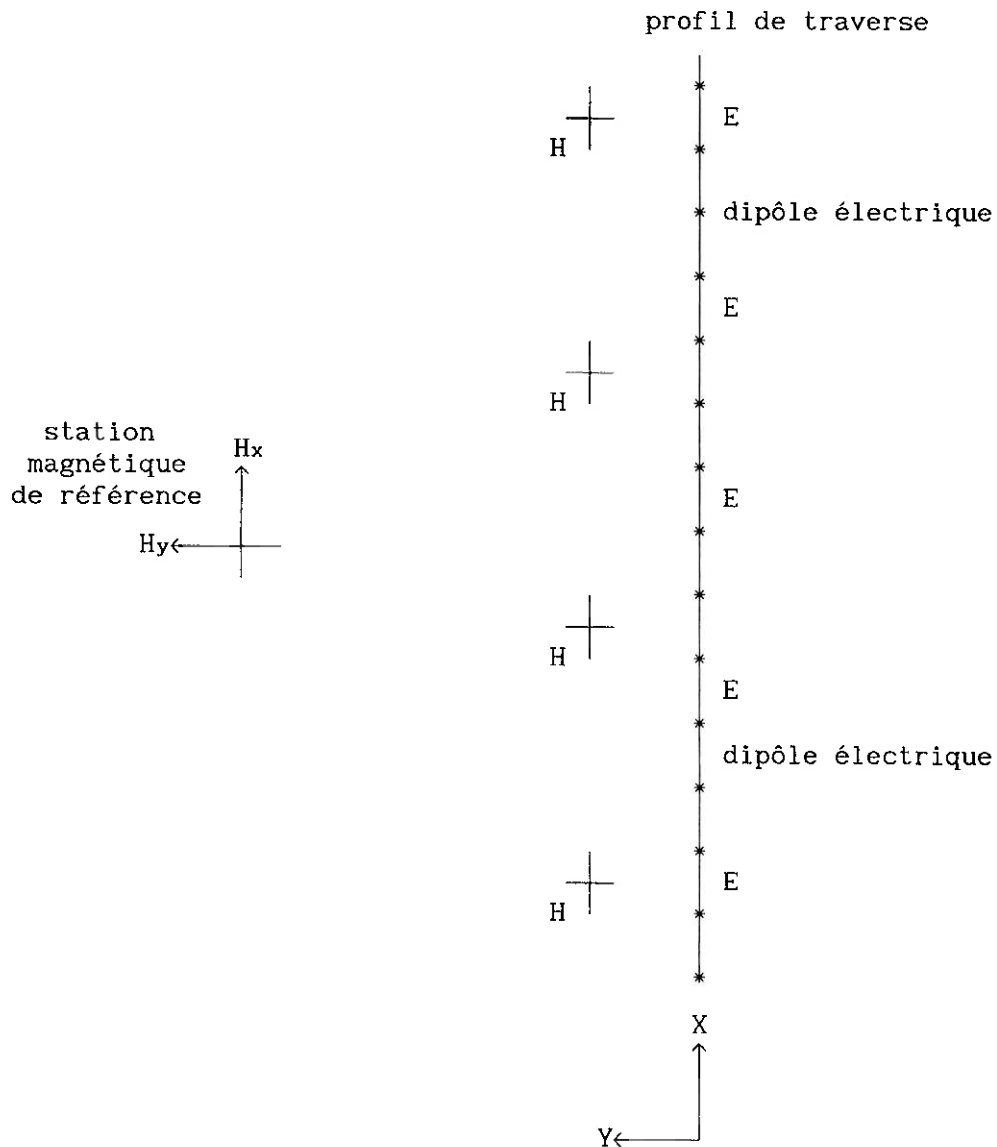 profil de traverse
E
H
dipôle électrique
E
H
station
magnétique
de référence
Hx
Hy
E
H
E
dipôle électrique
E
H
X
Y